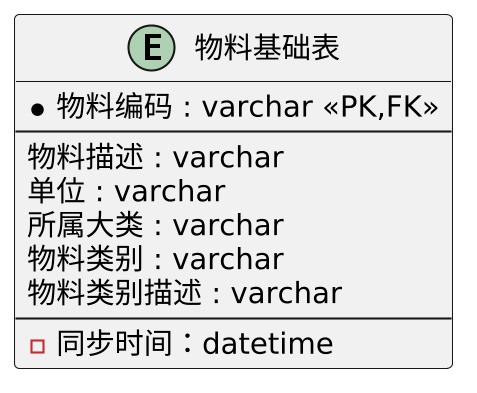 E 物料基础表
物料编码 : varchar «PK,FK»
物料描述 : varchar
单位 : varchar
所属大类 : varchar
物料类别 : varchar
物料类别描述 : varchar
同步时间：datetime